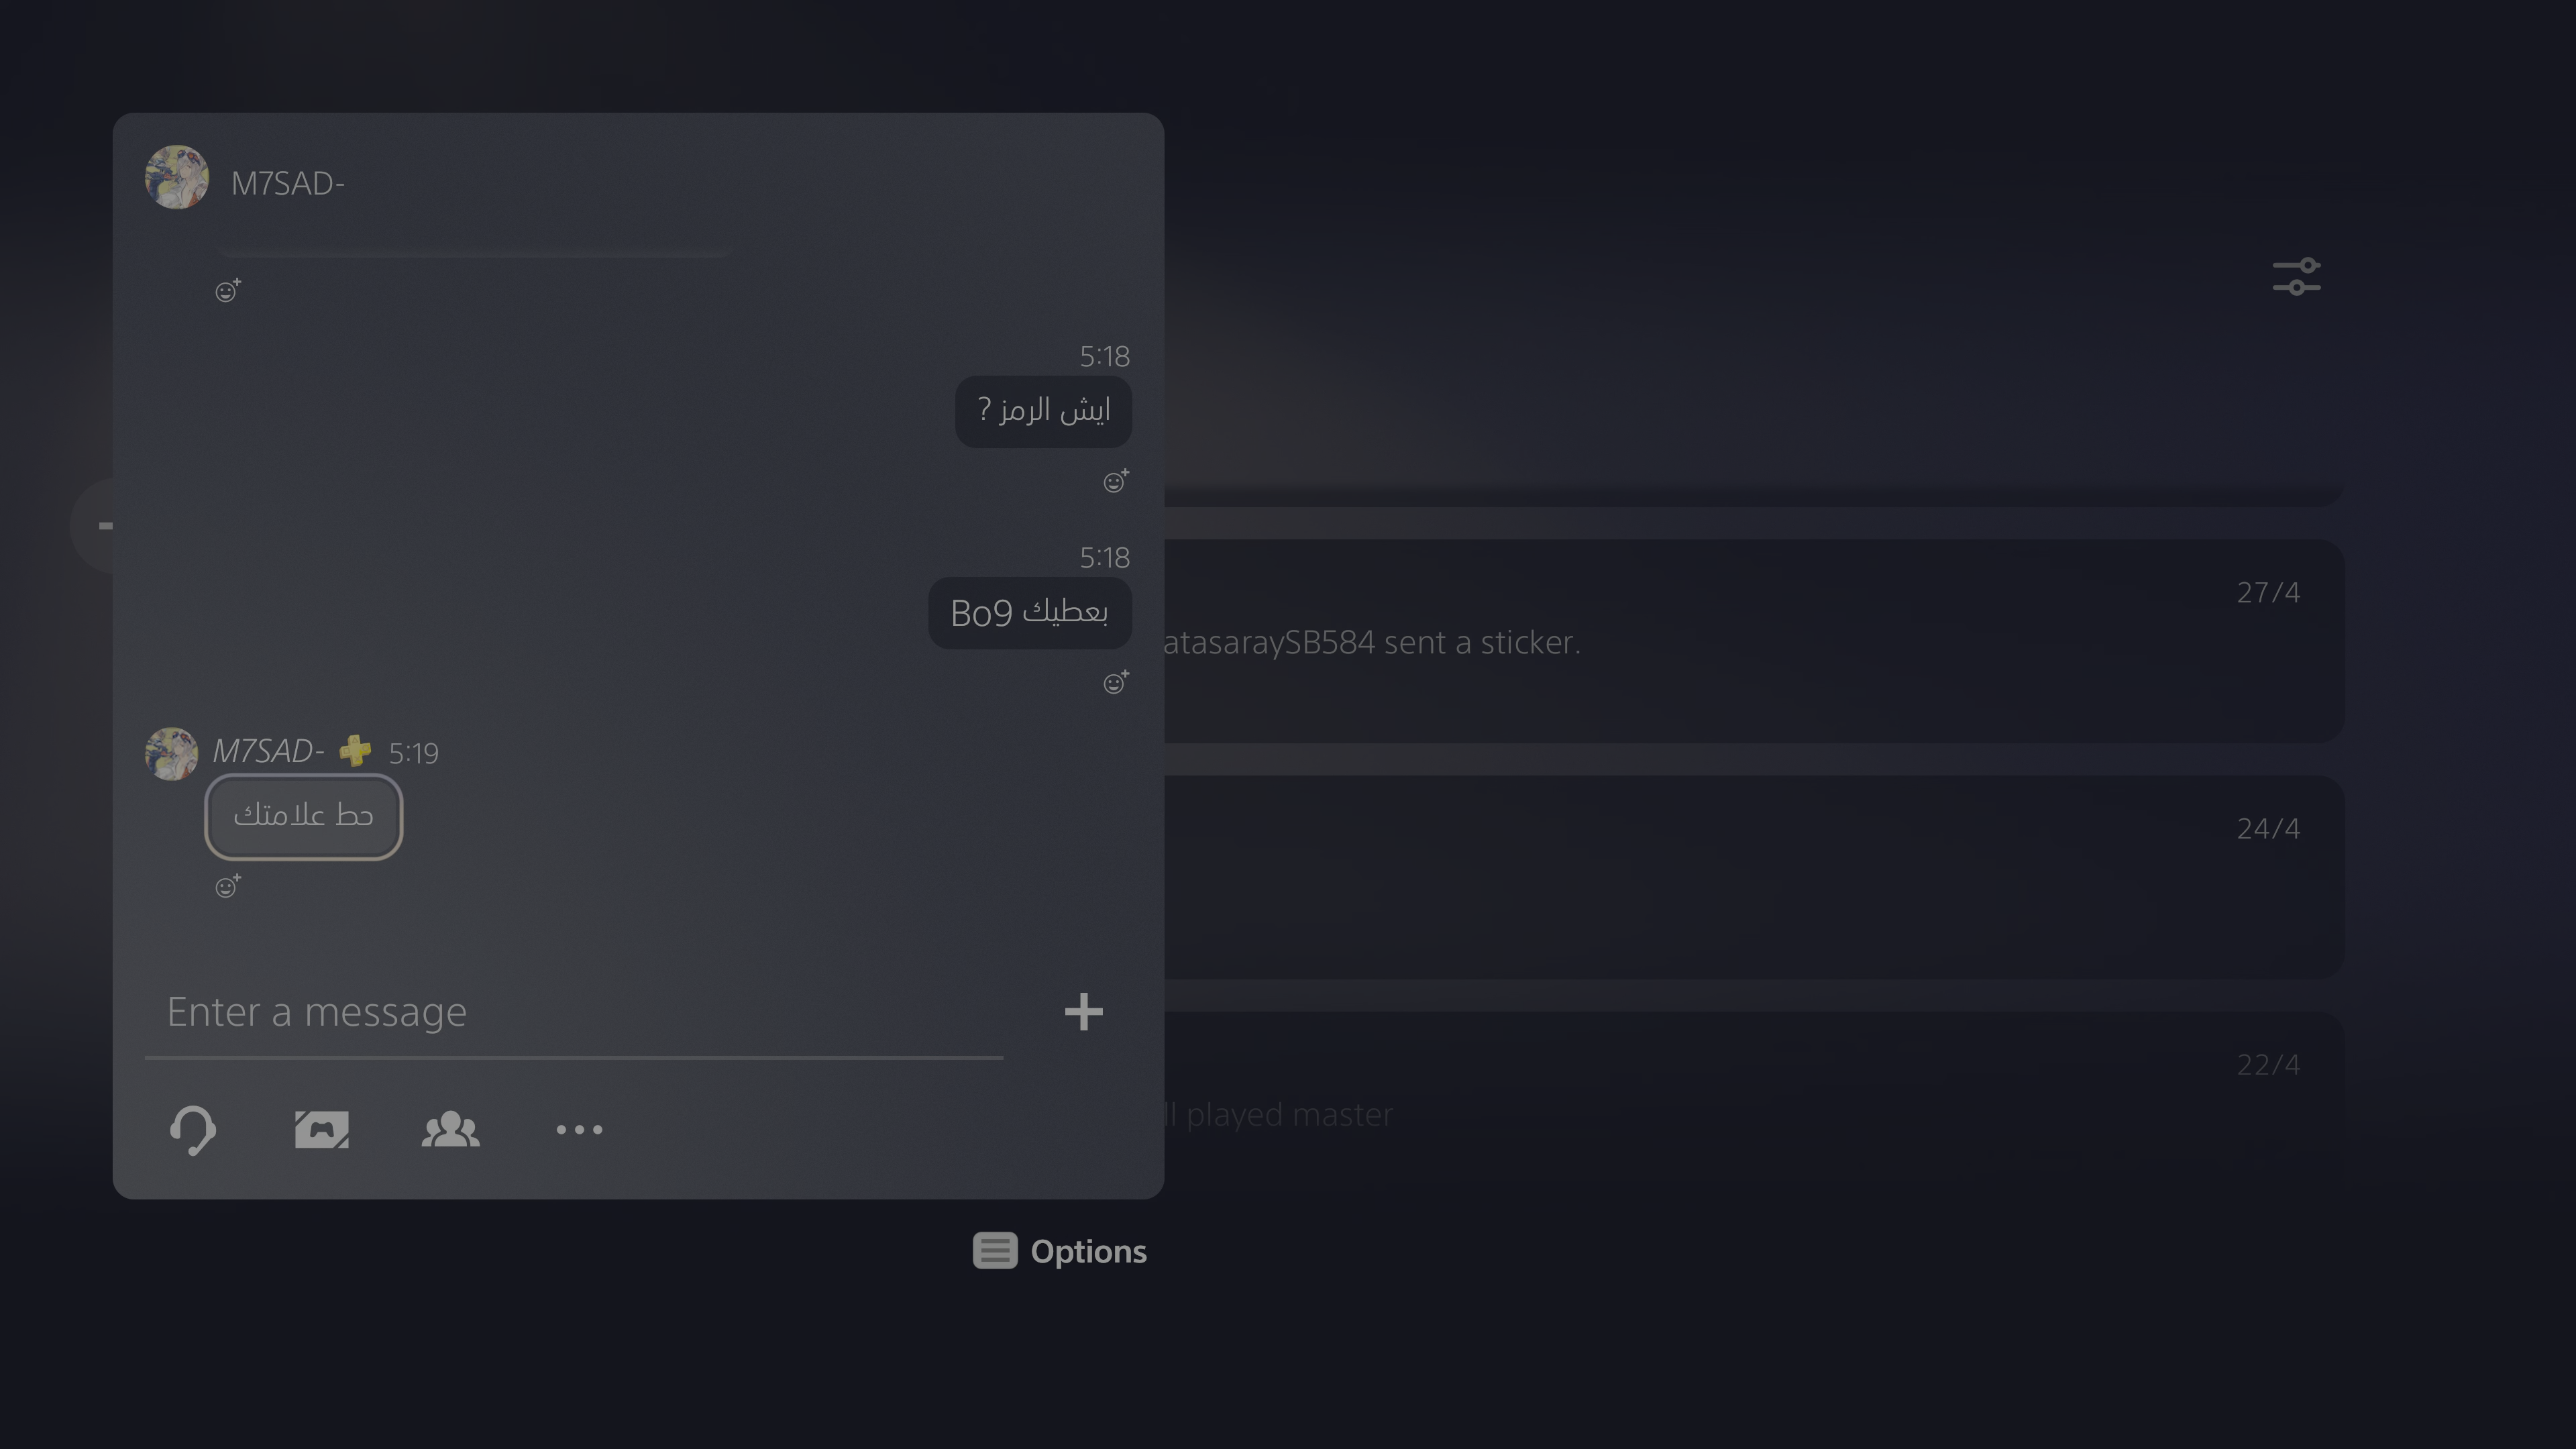 M7SAD-
5:18
ايش الرمز ?
5:18
بعطيك Bo9
M7SAD- 5:19
حط علامتك
Enter a message
Options
27/4
atasaraySB584 sent a sticker.
24/4
22/4
ll played master